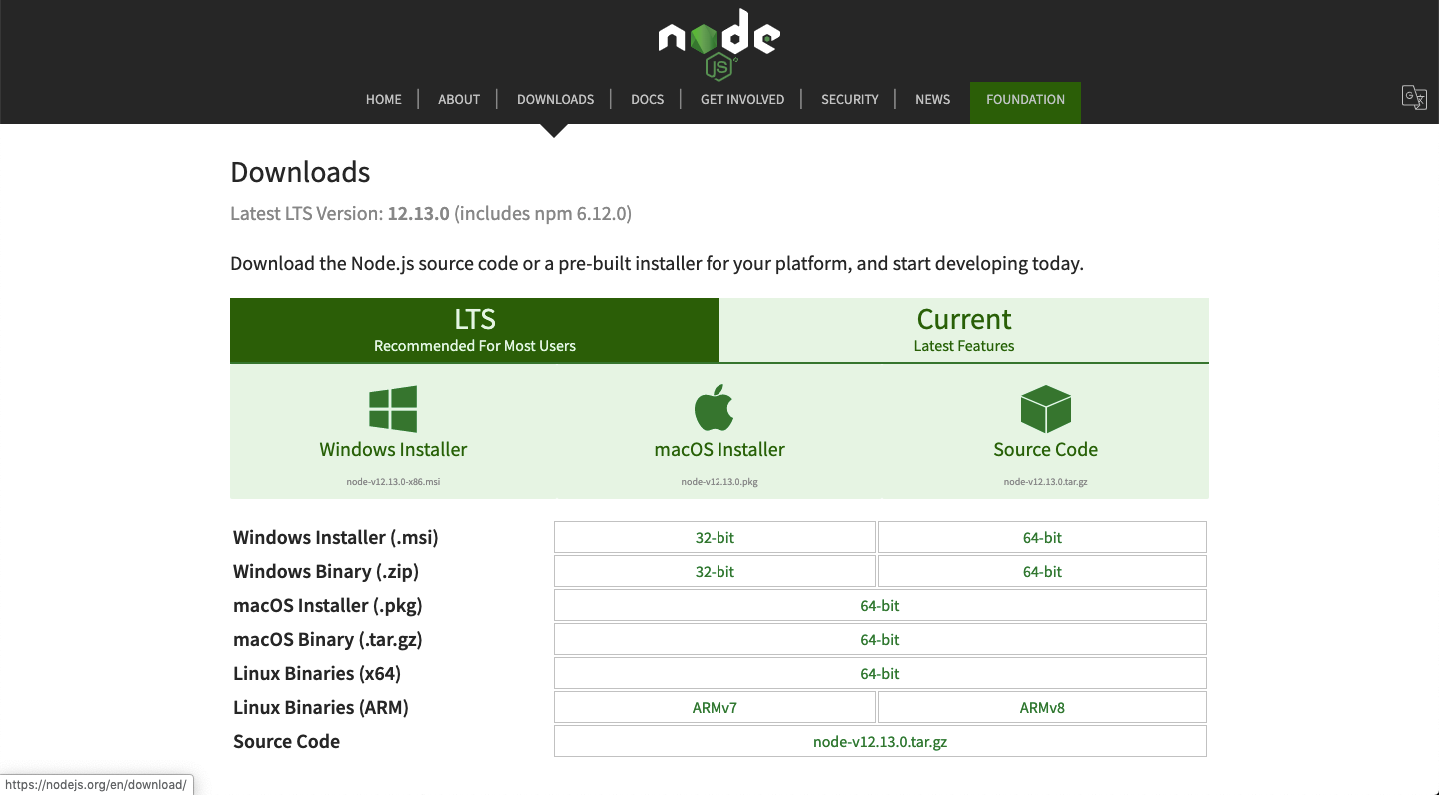 node
JS
HOME
ABOUT
DOWNLOADS
DOCS
GET INVOLVED
SECURITY
NEWS
FOUNDATION
G
Downloads
Latest LTS Version: 12.13.0 (includes npm 6.12.0)
Download the Node.js source code or a pre-built installer for your platform, and start developing today.
LTS
Recommended For Most Users
Current
Latest Features
Windows Installer
node-v12.13.0-x86.msi
macOS Installer
node-v12.13.0.pkg
Source Code
node-v12.13.0.tar.gz
Windows Installer (.msi) 32-bit 64-bit
Windows Binary (.zip) 32-bit 64-bit
macOS Installer (.pkg) 64-bit
macOS Binary (.tar.gz) 64-bit
Linux Binaries (x64) 64-bit
Linux Binaries (ARM) ARMv7 ARMv8
Source Code node-v12.13.0.tar.gz
https://nodejs.org/en/download/